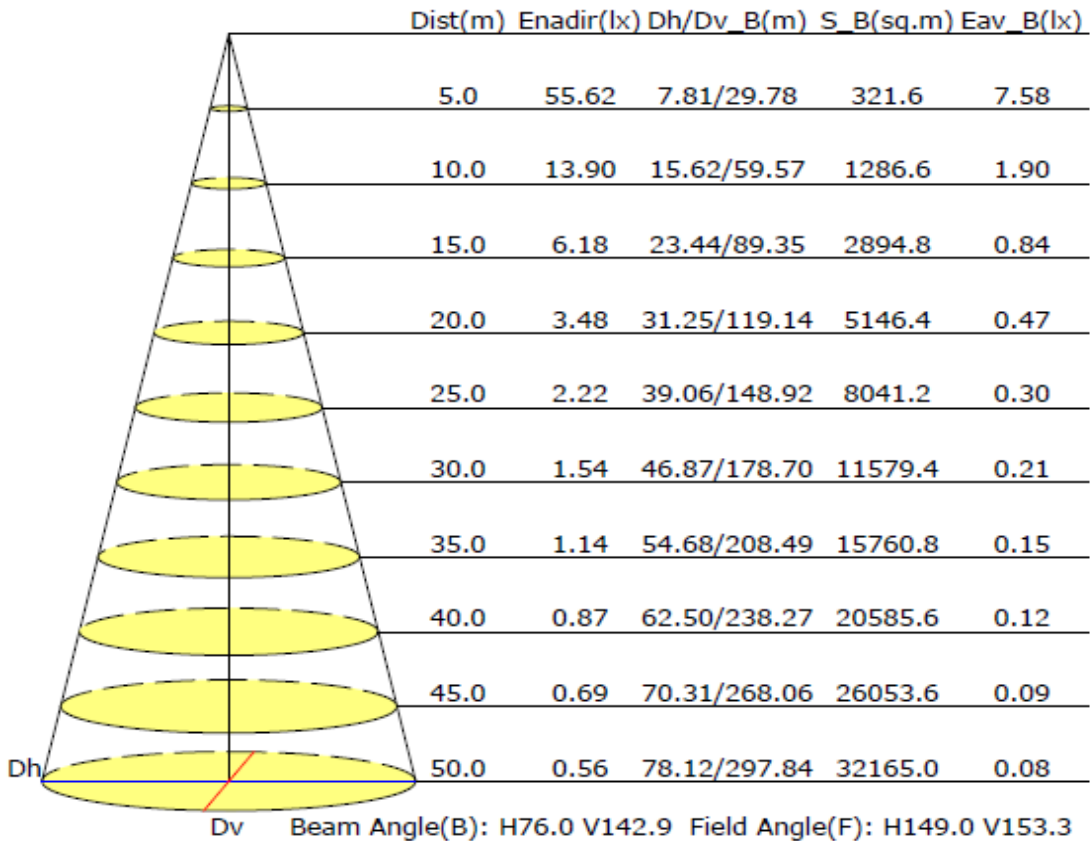 Dist(m) Enadir(lx) Dh/Dv_B(m) S_B(sq.m) Eav_B(lx)
5.0 55.62 7.81/29.78 321.6 7.58
10.0 13.90 15.62/59.57 1286.6 1.90
15.0 6.18 23.44/89.35 2894.8 0.84
20.0 3.48 31.25/119.14 5146.4 0.47
25.0 2.22 39.06/148.92 8041.2 0.30
30.0 1.54 46.87/178.70 11579.4 0.21
35.0 1.14 54.68/208.49 15760.8 0.15
40.0 0.87 62.50/238.27 20585.6 0.12
45.0 0.69 70.31/268.06 26053.6 0.09
Dh 50.0 0.56 78.12/297.84 32165.0 0.08
Dv Beam Angle(B): H76.0 V142.9 Field Angle(F): H149.0 V153.3